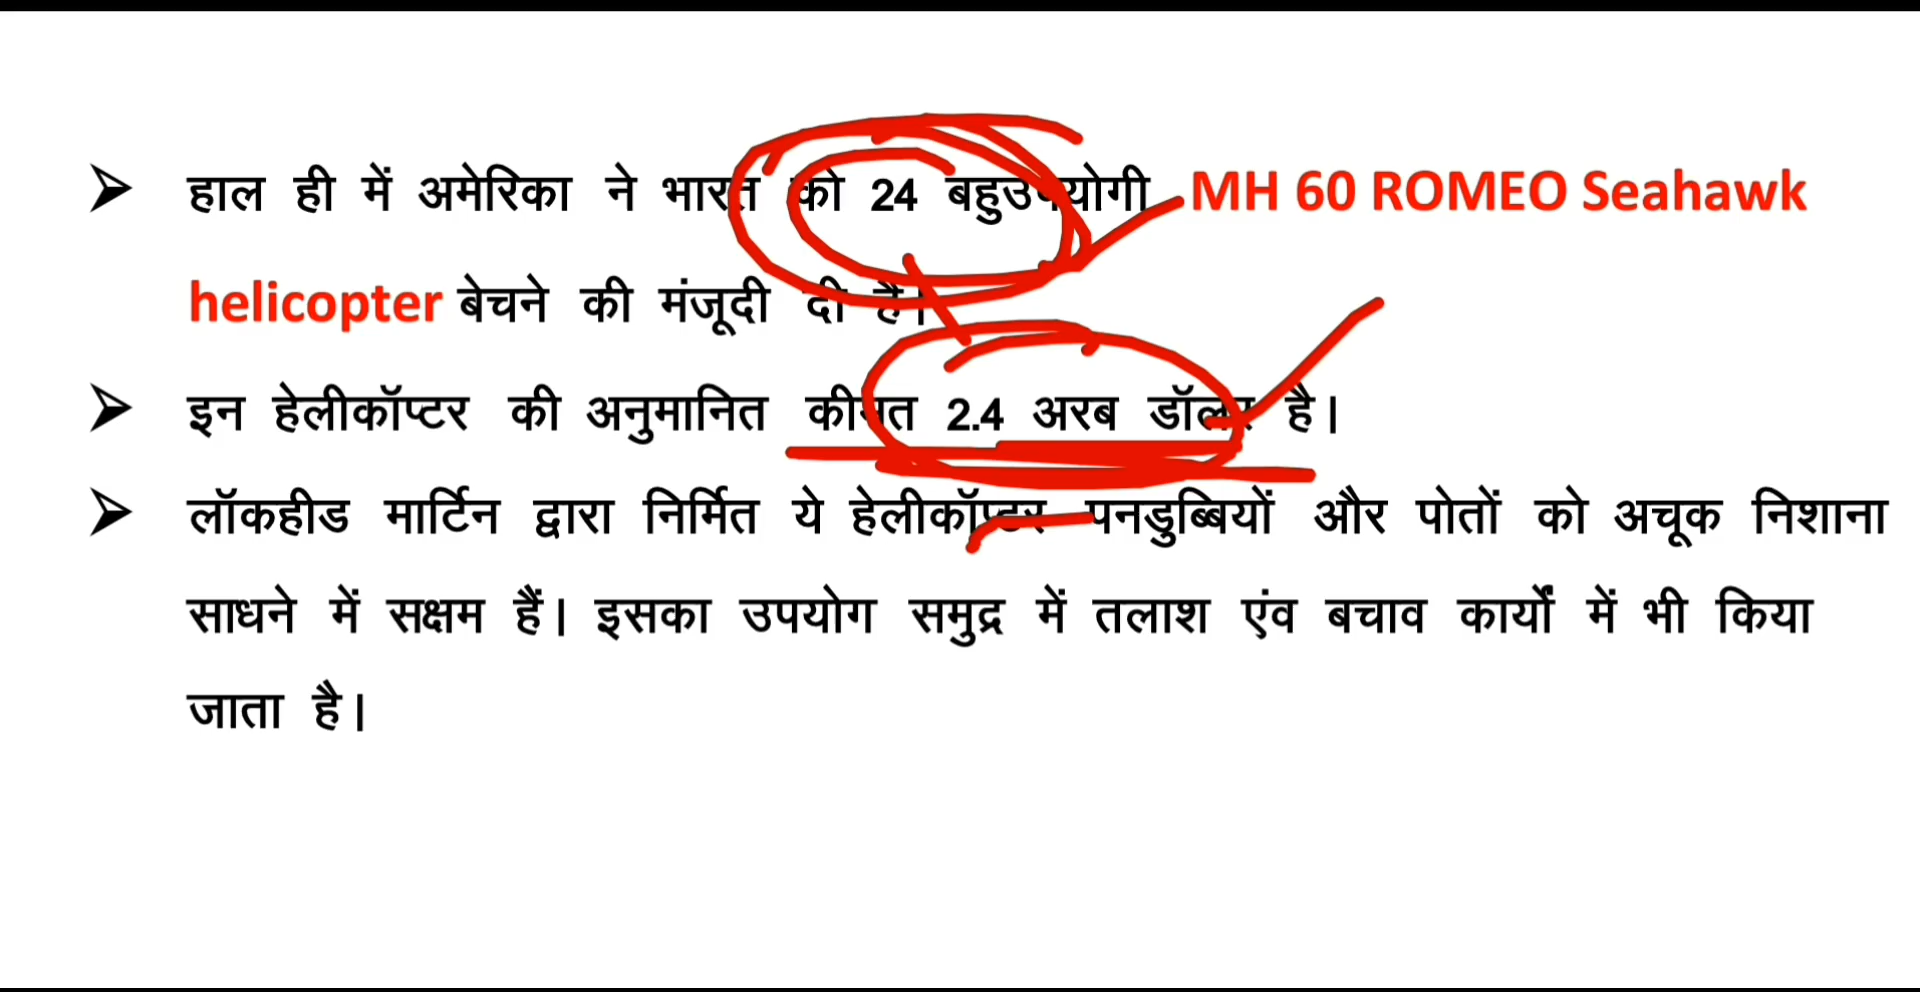 हाल ही में अमेरिका ने भारत को 24 बहुउपयोगी MH 60 ROMEO Seahawk
helicopter बेचने की मंजूदी दी है।
इन हेलीकॉप्टर की अनुमानित कीमत 2.4 अरब डॉलर है।
लॉकहीड मार्टिन द्वारा निर्मित ये हेलीकॉप्टर पनडुब्बियों और पोतों को अचूक निशाना
साधने में सक्षम हैं। इसका उपयोग समुद्र में तलाश एंव बचाव कार्यों में भी किया
जाता है।